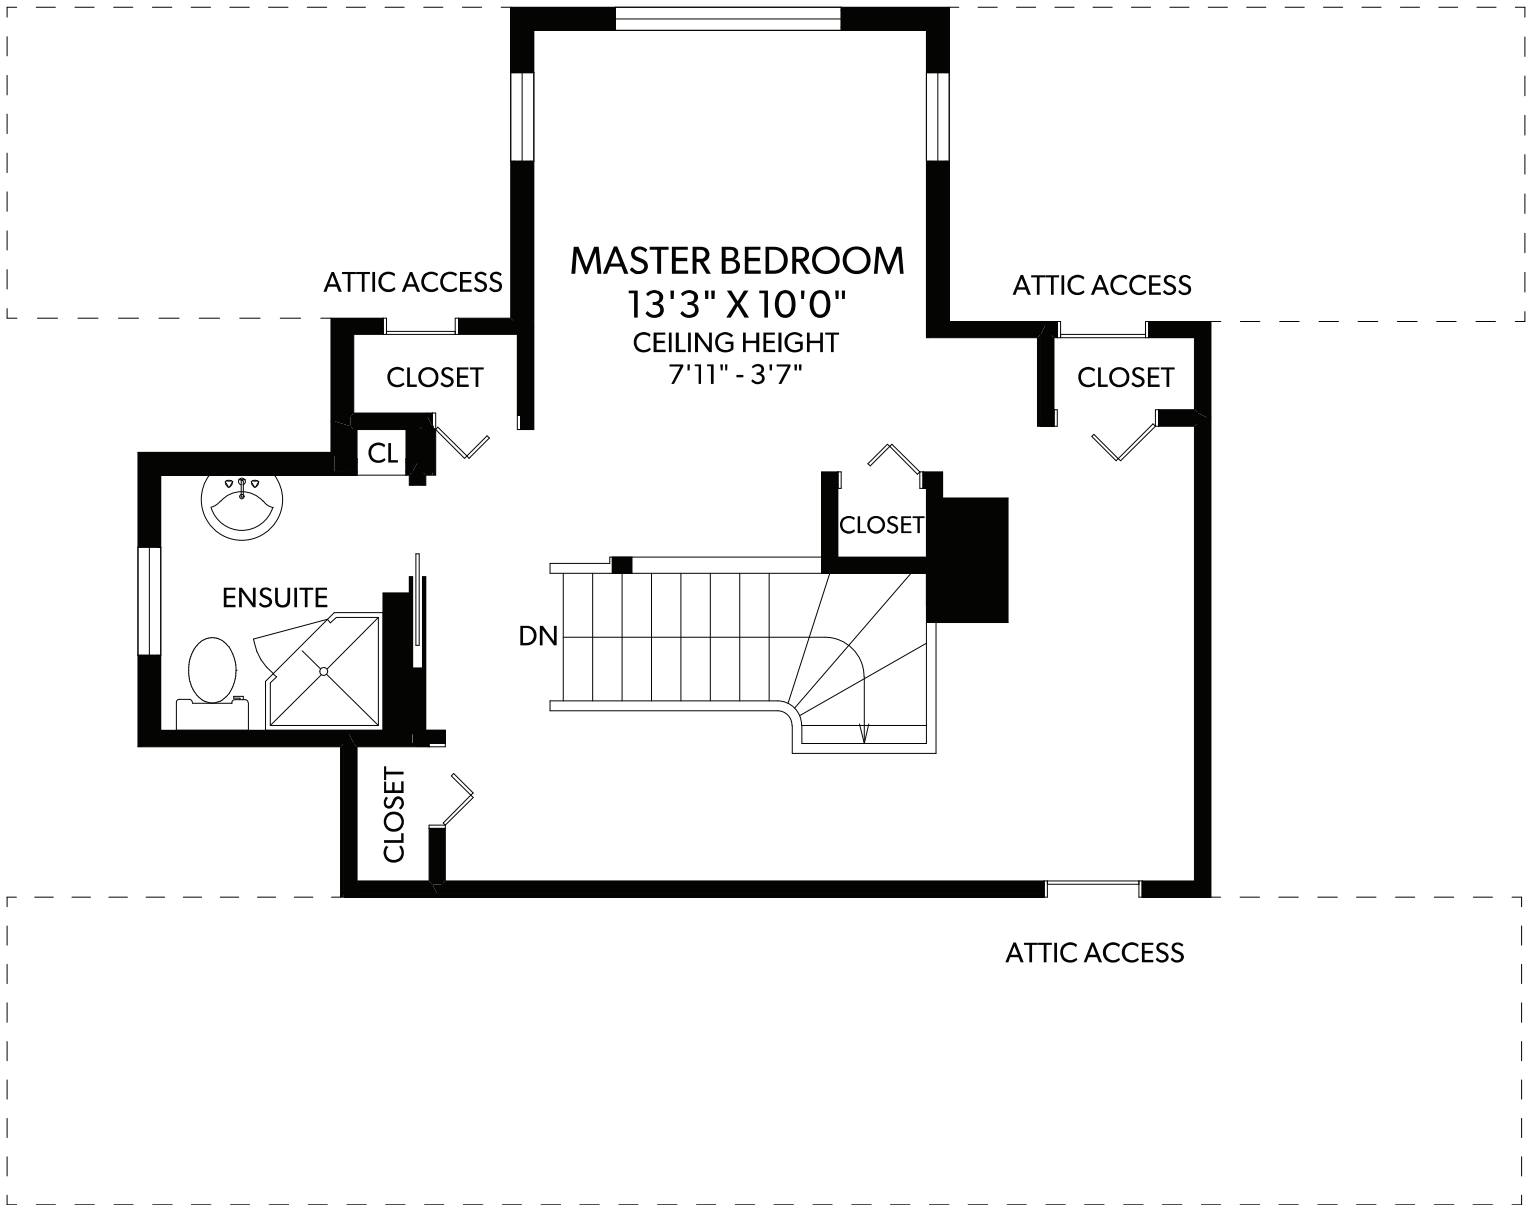 MASTER BEDROOM
13'3" X 10'0"
CEILING HEIGHT
7'11" - 3'7"
ATTIC ACCESS
ATTIC ACCESS
CLOSET
CLOSET
CL
CLOSET
ENSUITE
DN
CLOSET
ATTIC ACCESS